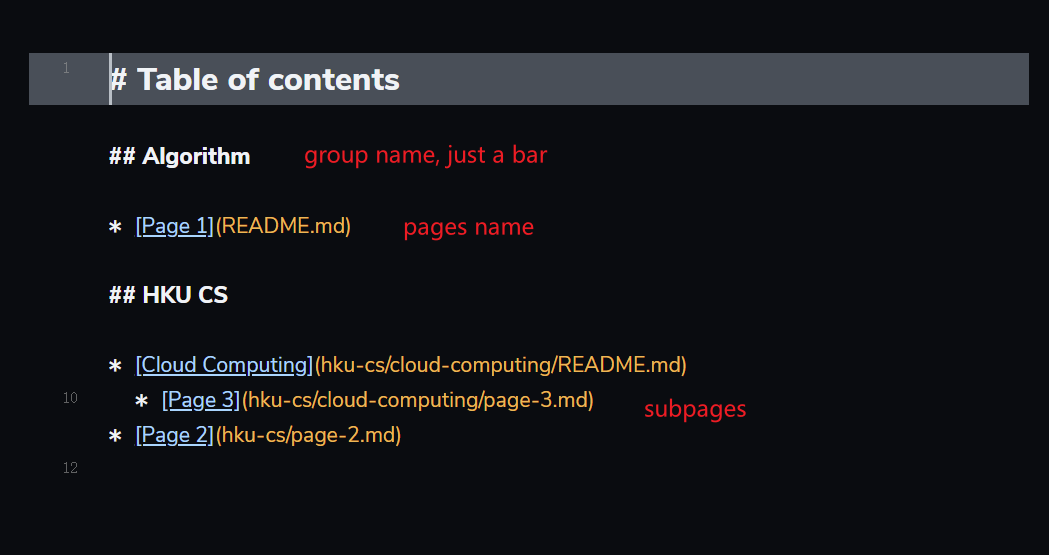 1
# Table of contents
## Algorithm group name, just a bar
* [Page 1](README.md) pages name
## HKU CS
* [Cloud Computing](hku-cs/cloud-computing/README.md)
10 * [Page 3](hku-cs/cloud-computing/page-3.md) subpages
* [Page 2](hku-cs/page-2.md)
12